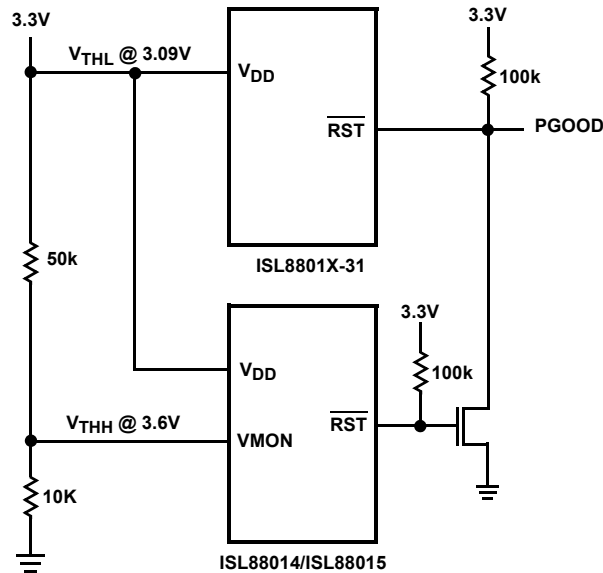 3.3V
V_THL @ 3.09V
V_DD
RST
3.3V
100k
PGOOD
50k
ISL8801X-31
3.3V
100k
V_DD
V_THH @ 3.6V
VMON
RST
10K
ISL88014/ISL88015